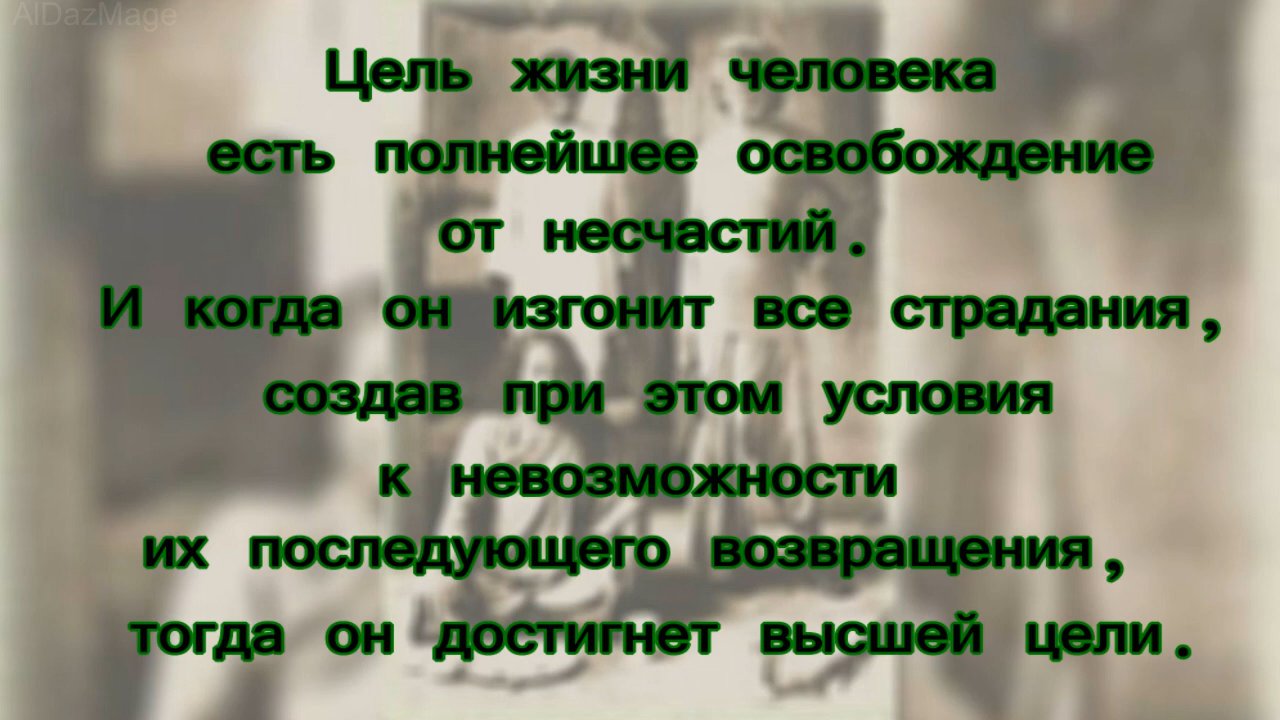 AlDazMage
Цель жизни человека
есть полнейшее освобождение
от несчастий.
И когда он изгонит все страдания,
создав при этом условия
к невозможности
их последующего возвращения,
тогда он достигнет высшей цели.